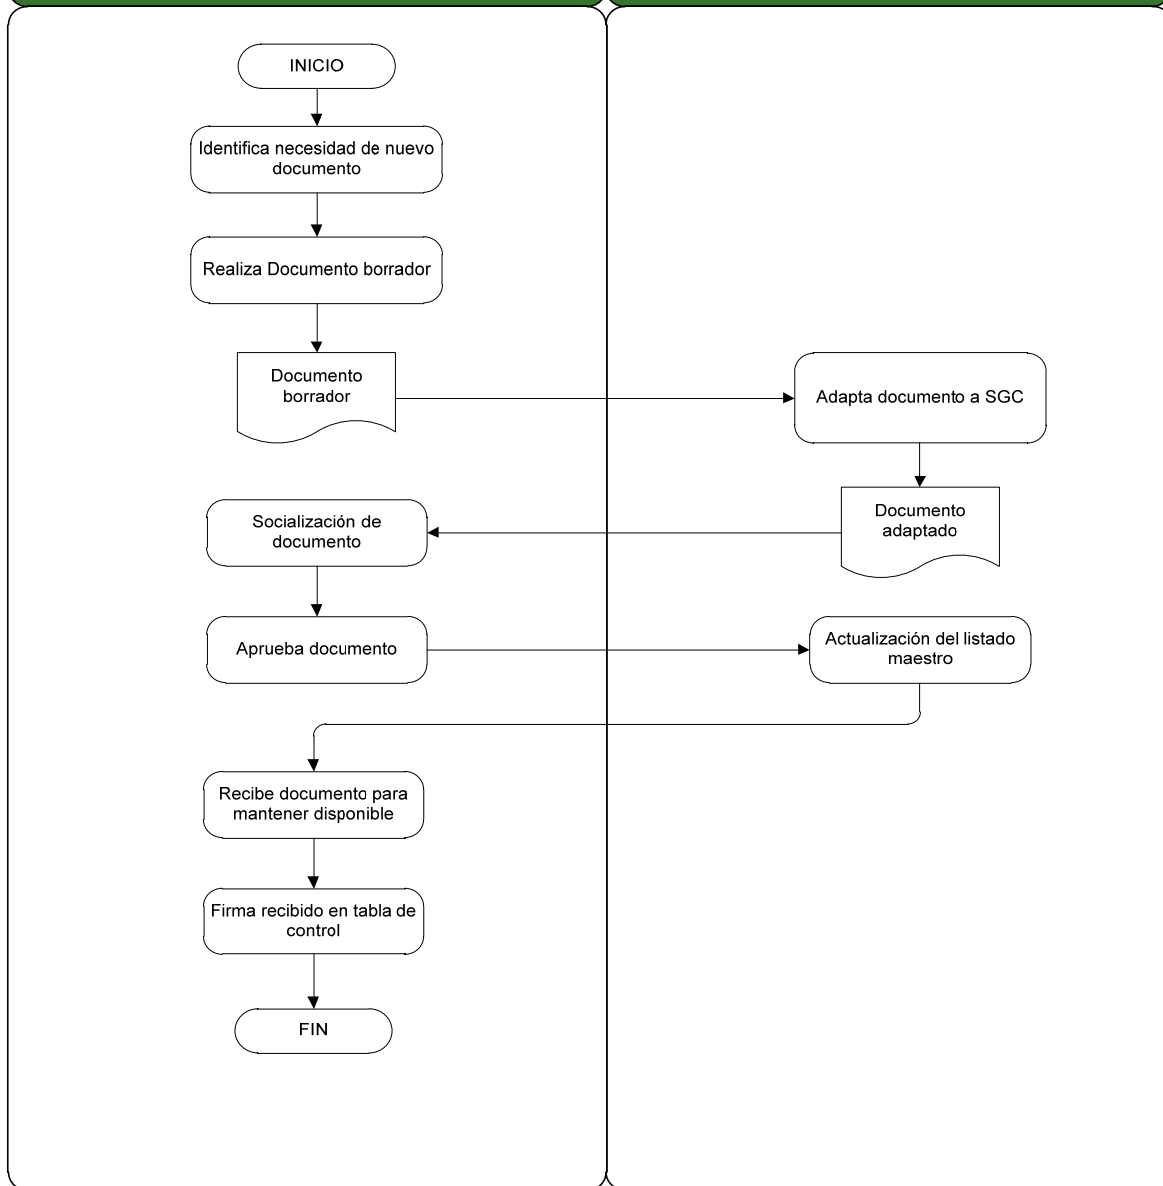 INICIO
Identifica necesidad de nuevo
documento
Realiza Documento borrador
Documento
borrador
Adapta documento a SGC
Documento
adaptado
Socialización de
documento
Aprueba documento
Actualización del listado
maestro
Recibe documento para
mantener disponible
Firma recibido en tabla de
control
FIN